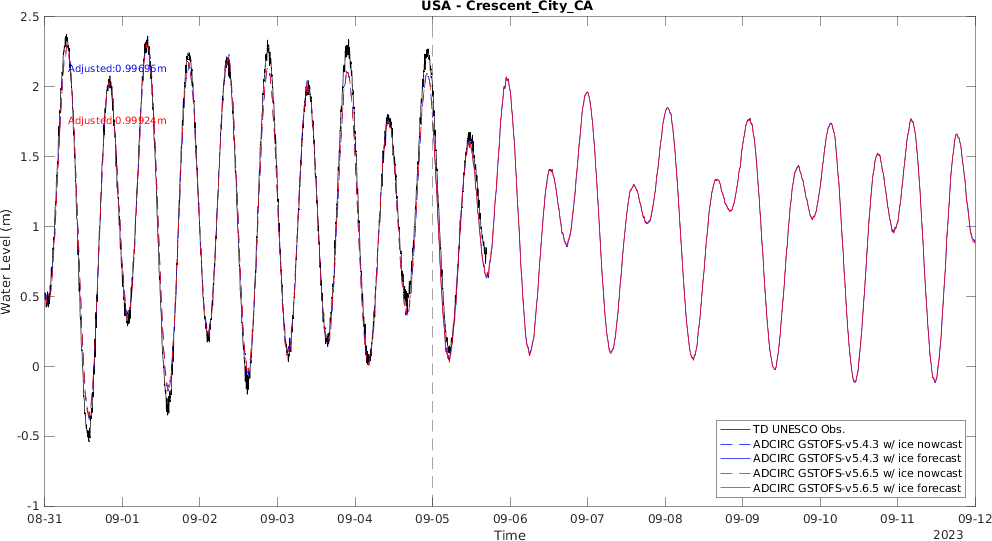 USA - Crescent_City_CA
2.5
2
1.5
1
0.5
0
-0.5
-1
Water Level (m)
Adjusted:0.99696m
Adjusted:0.99924m
TD UNESCO Obs.
ADCIRC GSTOFS-v5.4.3 w/ ice nowcast
ADCIRC GSTOFS-v5.4.3 w/ ice forecast
ADCIRC GSTOFS-v5.6.5 w/ ice nowcast
ADCIRC GSTOFS-v5.6.5 w/ ice forecast
08-31 09-01 09-02 09-03 09-04 09-05 09-06 09-07 09-08 09-09 09-10 09-11 09-12
Time
2023